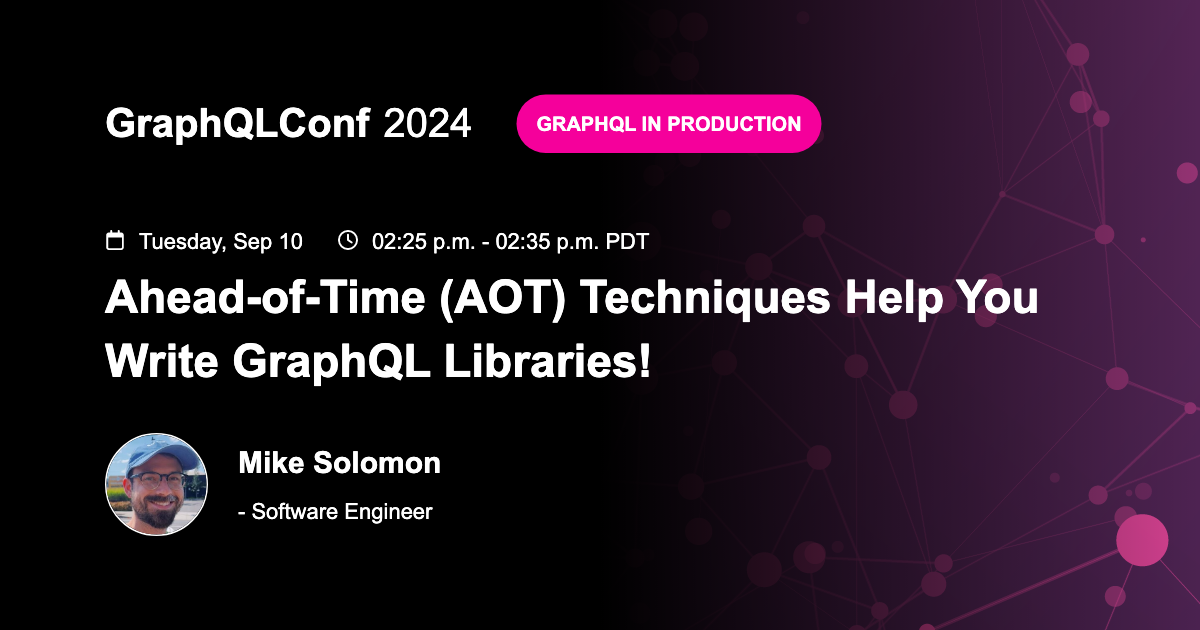 GraphQLConf 2024
GRAPHQL IN PRODUCTION
Tuesday, Sep 10
02:25 p.m. - 02:35 p.m. PDT
Ahead-of-Time (AOT) Techniques Help You
Write GraphQL Libraries!
Mike Solomon
- Software Engineer